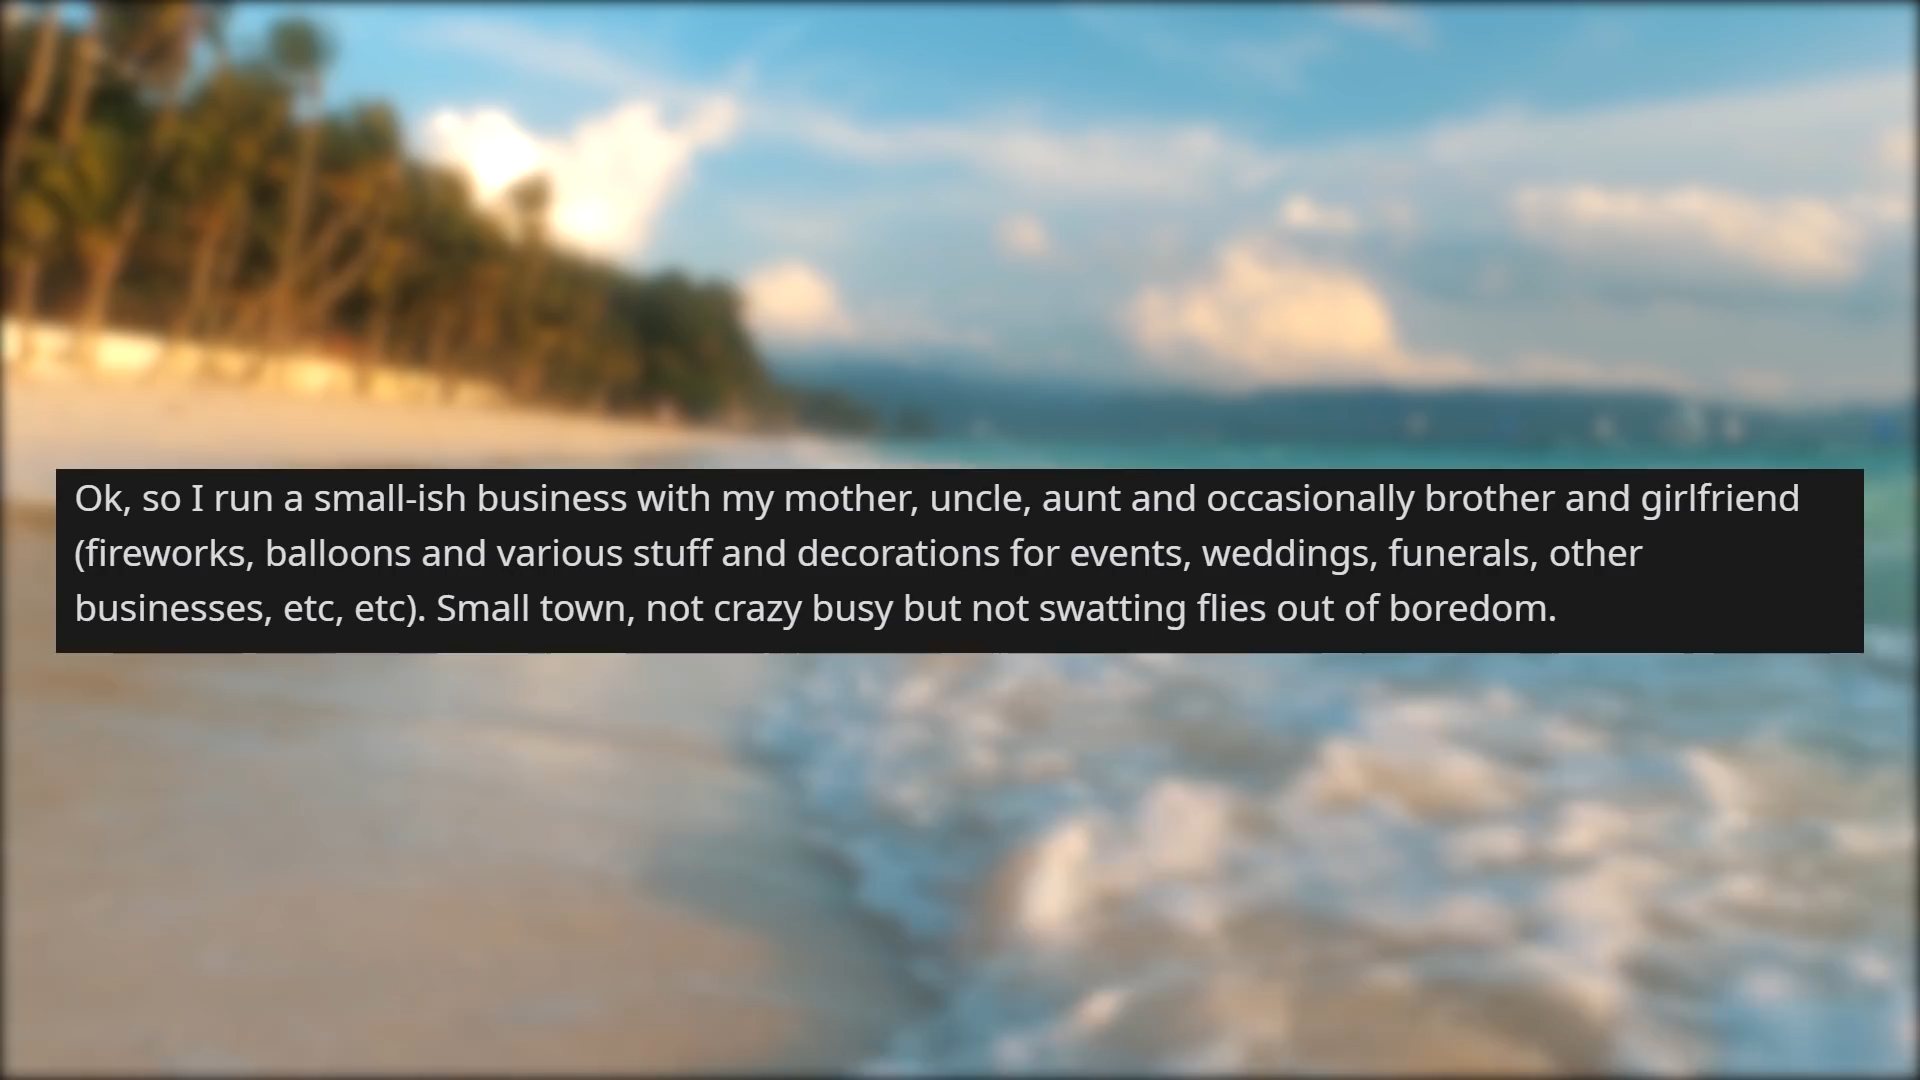 Ok, so I run a small-ish business with my mother, uncle, aunt and occasionally brother and girlfriend
(fireworks, balloons and various stuff and decorations for events, weddings, funerals, other
businesses, etc, etc). Small town, not crazy busy but not swatting flies out of boredom.